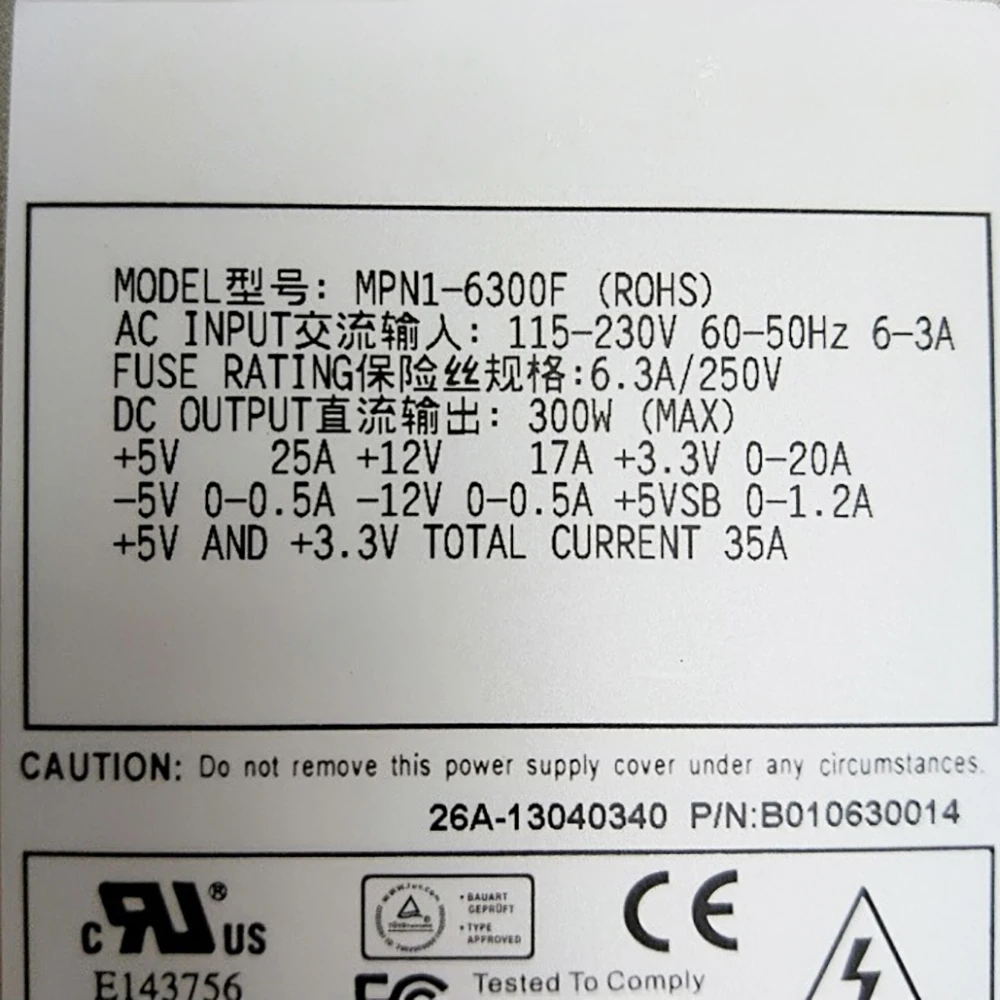 MODEL型号: MPN1-6300F (ROHS)
AC INPUT交流输入: 115-230V 60-50Hz 6-3A
FUSE RATING保险丝规格:6.3A/250V
DC OUTPUT直流输出: 300W (MAX)
+5V 25A +12V 17A +3.3V 0-20A
-5V 0-0.5A -12V 0-0.5A +5VSB 0-1.2A
+5V AND +3.3V TOTAL CURRENT 35A
CAUTION: Do not remove this power supply cover under any circumstances.
26A-13040340 P/N:B010630014
C RU ® US
E143756
• BAUART
GEPRÜFT
• TYPE
APPROVED
CE
FC Tested To Comply